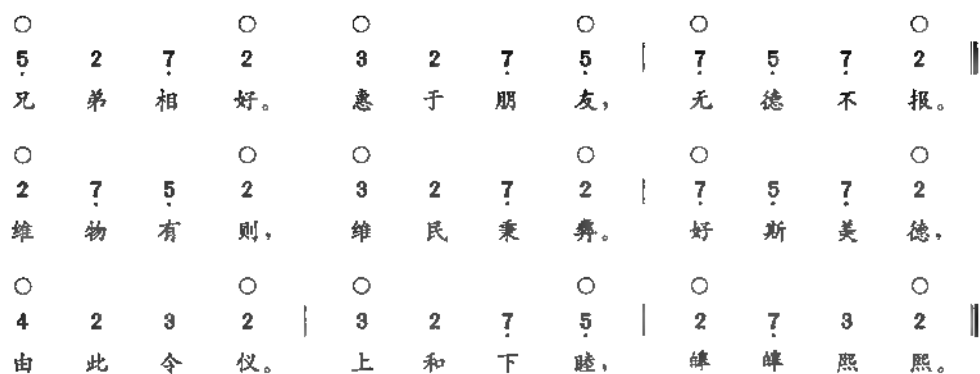 ○ ○ ○ ○ ○ ○
5̣ 2 7̣ 2 3 2 7̣ 5̣ | 7̣ 5̣ 7̣ 2 ‖
兄弟相好。 惠于朋友, 无德不报。
○ ○ ○ ○ ○ ○
2 7̣ 5̣ 2 3 2 7̣ 2 | 7̣ 5̣ 7̣ 2
维物有则, 维民秉彝。 好斯美德,
○ ○ ○ ○ ○ ○
4 2 3 2 | 3 2 7̣ 5̣ | 2 7̣ 3 2 ‖
由此令仪。 上和下睦, 皞皞熙熙。